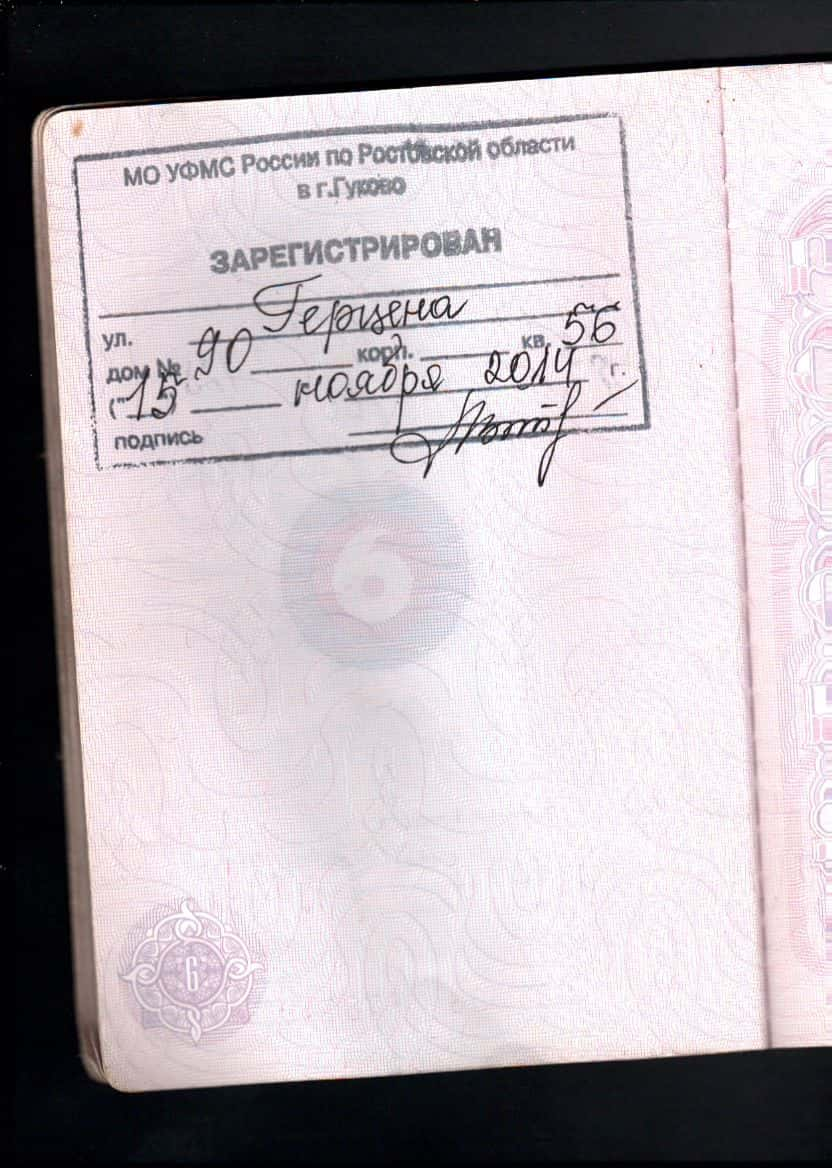 МО УФМС России по Ростовской области
в г.Гуково
ЗАРЕГИСТРИРОВАН
ул. Герцена
дом № 90 корп. кв. 56
("15 ноября 2014 г.
подпись
6
6